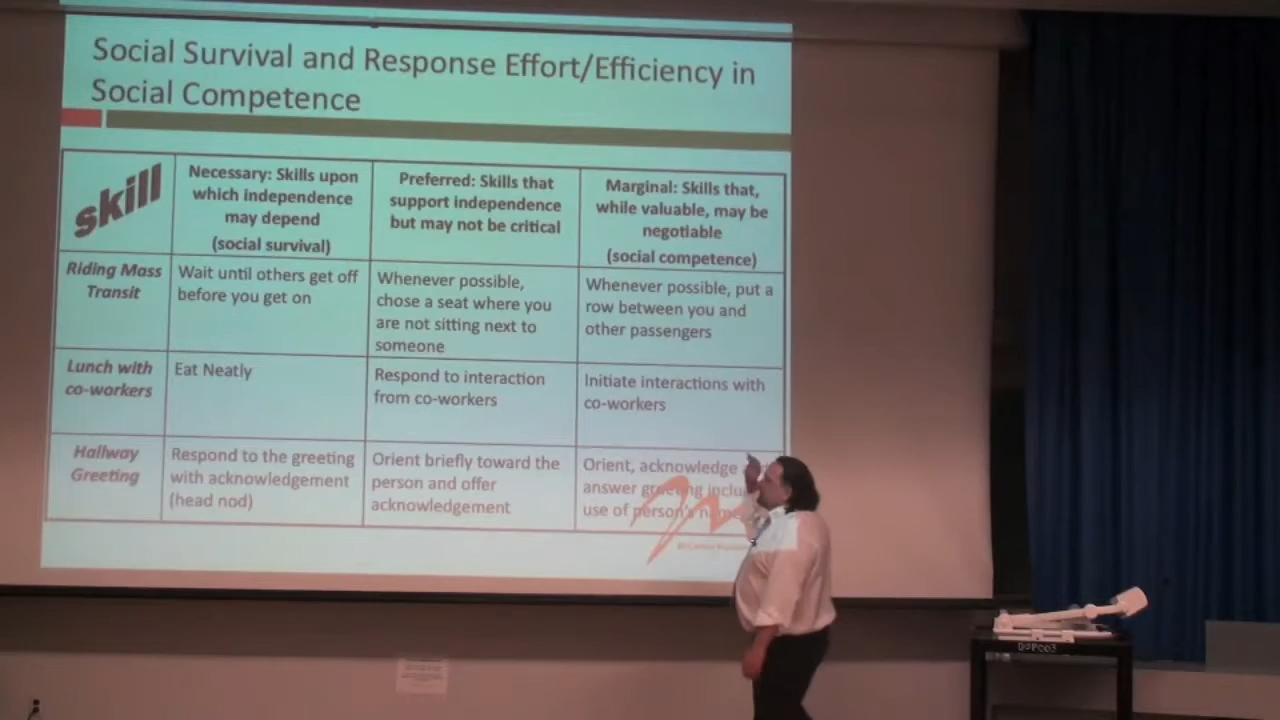 Social Survival and Response Effort/Efficiency in
Social Competence
skill
Necessary: Skills upon
which independence
may depend
(social survival)
Preferred: Skills that
support independence
but may not be critical
Marginal: Skills that,
while valuable, may be
negotiable
(social competence)
Riding Mass
Transit
Wait until others get off
before you get on
Whenever possible,
chose a seat where you
are not sitting next to
someone
Whenever possible, put a
row between you and
other passengers
Lunch with
co-workers
Eat Neatly
Respond to interaction
from co-workers
Initiate interactions with
co-workers
Hallway
Greeting
Respond to the greeting
with acknowledgement
(head nod)
Orient briefly toward the
person and offer
acknowledgement
Orient, acknowledge
answer greeting
use of person's name